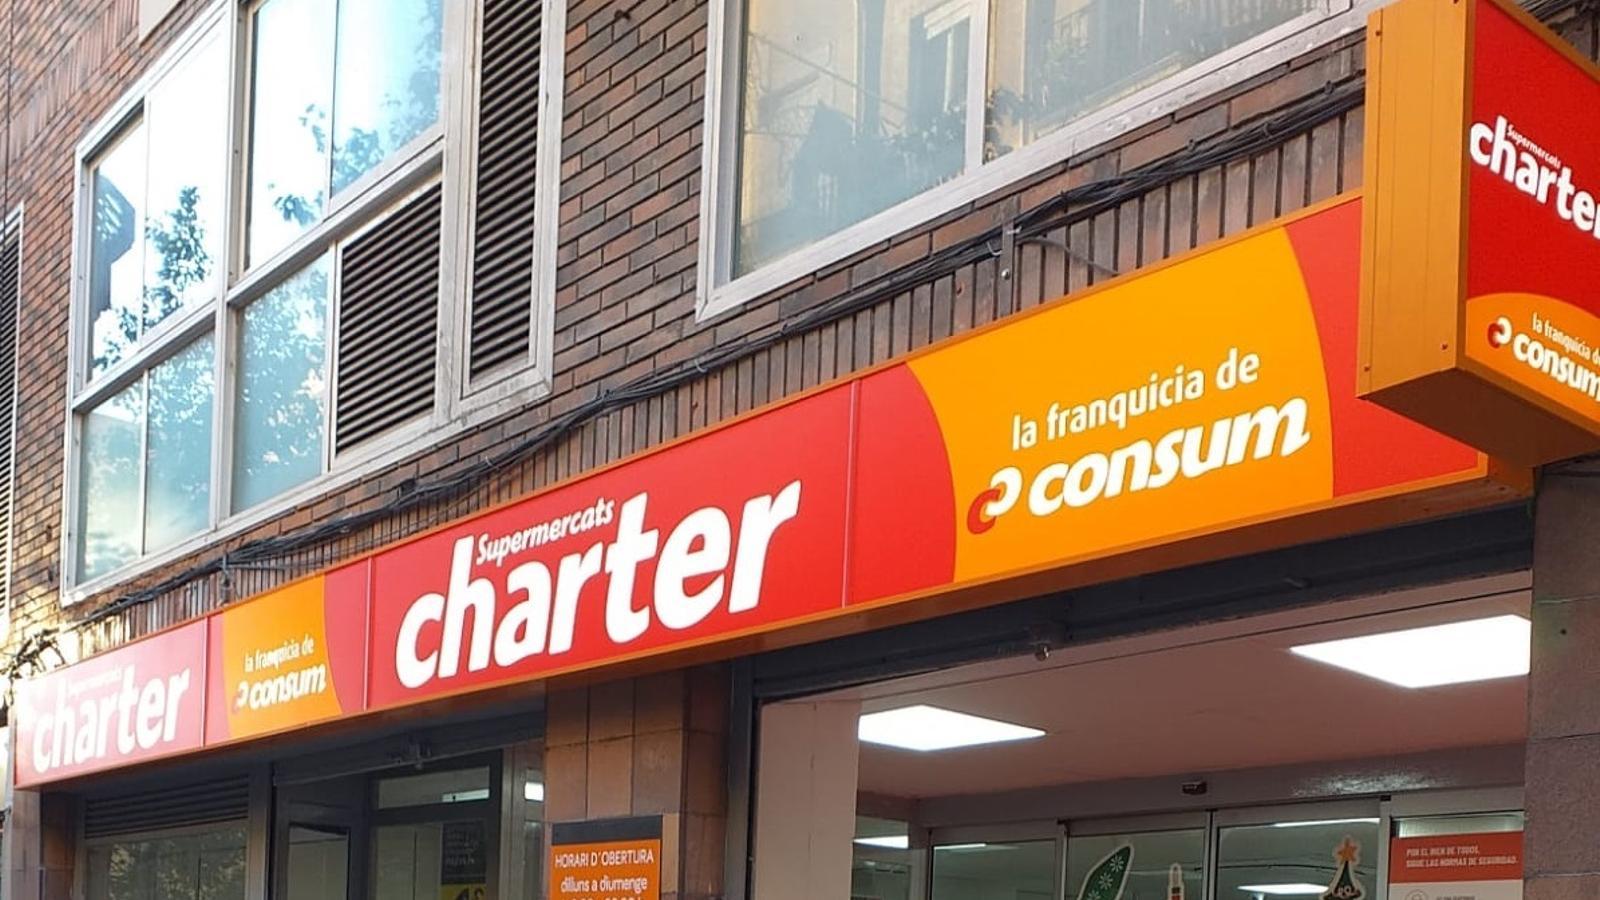 Supermercats
charter
la franquicia de
consum
Supermercats
charter
la franquicia de
consum
Supermercats
charter
la franquicia de
consum
HORARI D´OBERTURA
dilluns a diumenge
POR EL BIEN DE TODOS,
SIGUE LAS NORMAS DE SEGURIDAD.